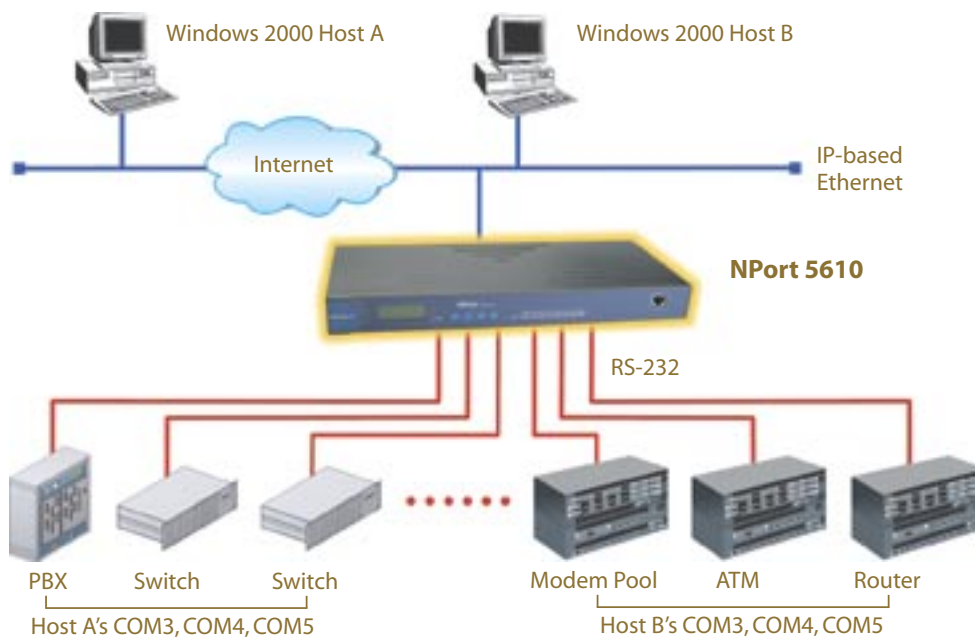 Windows 2000 Host A
Windows 2000 Host B
Internet
IP-based
Ethernet
NPort 5610
RS-232
PBX
Switch
Switch
Modem Pool
ATM
Router
Host A's COM3, COM4, COM5
Host B's COM3, COM4, COM5